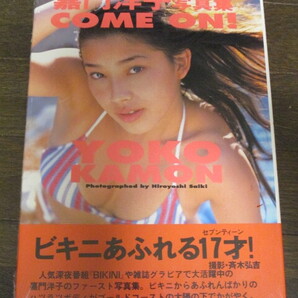 嘉門洋子写真集
COME ON!
YOKO
KAMON
Photographed by Hiroyoshi Saiki
セブンティーン
ビキニあふれる17才!
撮影・斉木弘吉
人気深夜番組「BIKINI」や雑誌グラビアで大活躍中の
嘉門洋子のファースト写真集。ビキニからあふれんばかりの